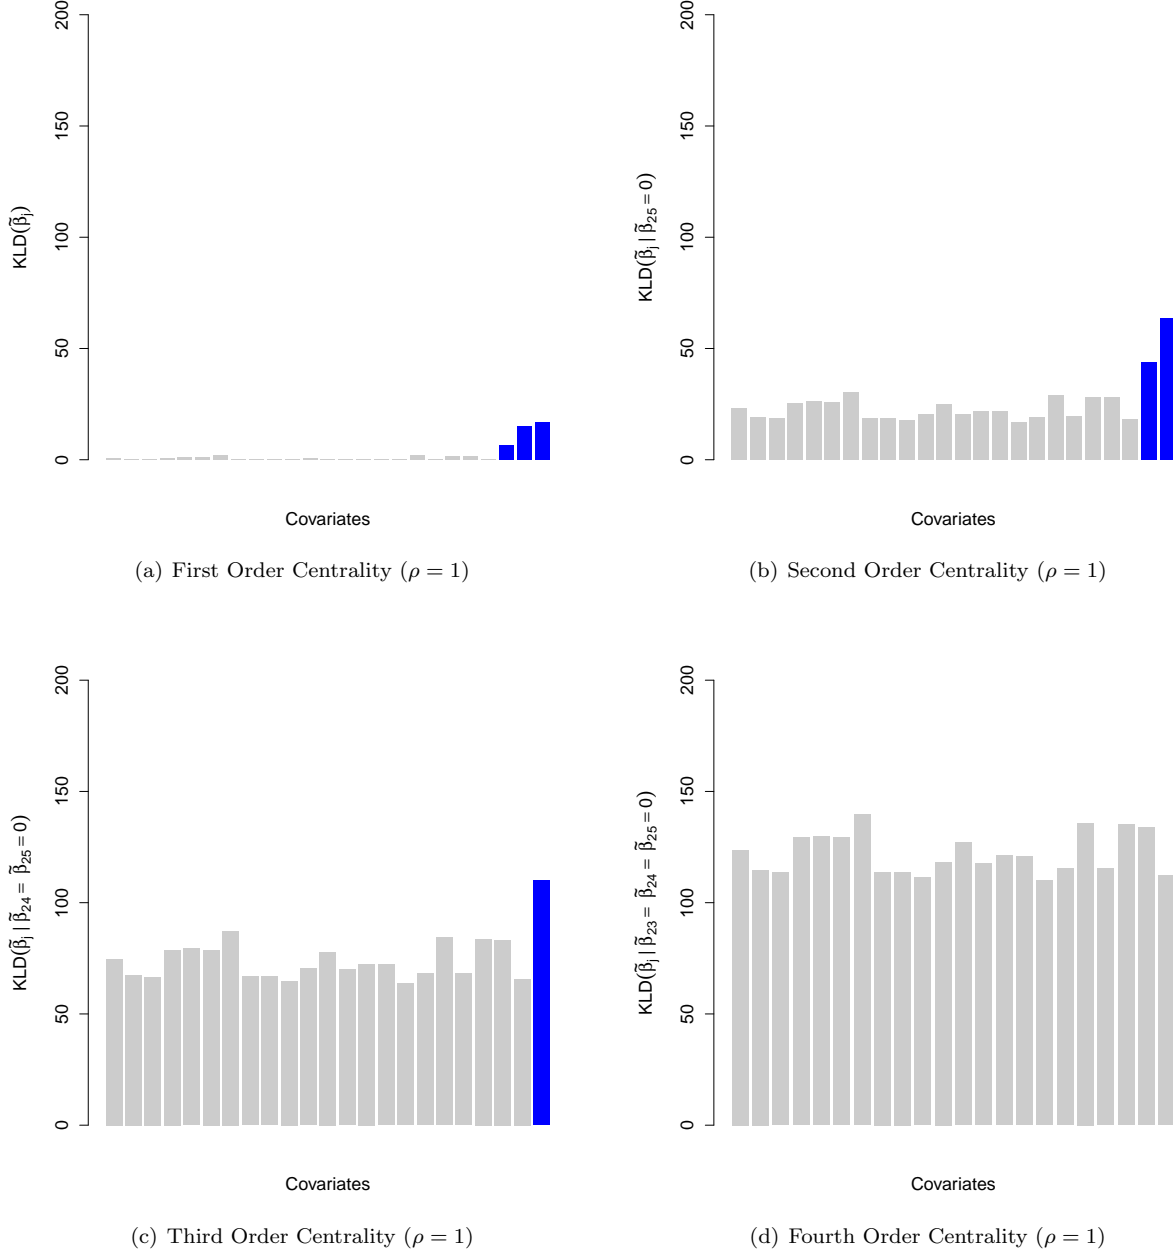 200
150
100
50
0
KLD(β̃j)
Covariates
(a) First Order Centrality (ρ = 1)
200
150
100
50
0
KLD(β̃j | β̃25 = 0)
Covariates
(b) Second Order Centrality (ρ = 1)
200
150
100
50
0
KLD(β̃j | β̃24 = β̃25 = 0)
Covariates
(c) Third Order Centrality (ρ = 1)
200
150
100
50
0
KLD(β̃j | β̃23 = β̃24 = β̃25 = 0)
Covariates
(d) Fourth Order Centrality (ρ = 1)